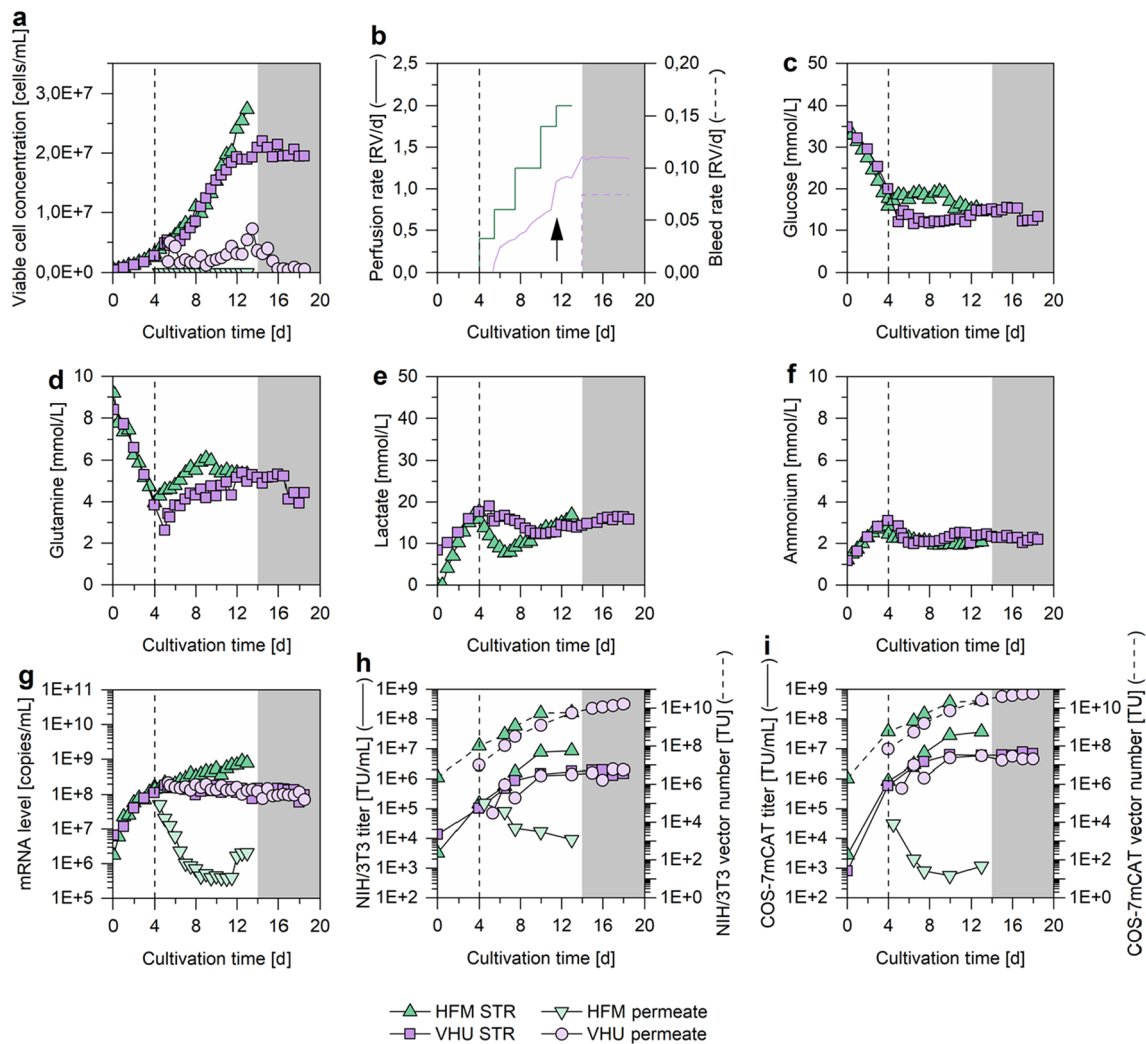 a
Viable cell concentration [cells/mL]
3,0E+7
2,0E+7
1,0E+7
0,0E+0
0 4 8 12 16 20
Cultivation time [d]
b
Perfusion rate [RV/d] (——)
2,5
2,0
1,5
1,0
0,5
0,0
0,20
0,15
0,10
0,05
0,00
Bleed rate [RV/d] (– – –)
0 4 8 12 16 20
Cultivation time [d]
c
Glucose [mmol/L]
50
40
30
20
10
0
0 4 8 12 16 20
Cultivation time [d]
d
Glutamine [mmol/L]
10
8
6
4
2
0
0 4 8 12 16 20
Cultivation time [d]
e
Lactate [mmol/L]
50
40
30
20
10
0
0 4 8 12 16 20
Cultivation time [d]
f
Ammonium [mmol/L]
10
8
6
4
2
0
0 4 8 12 16 20
Cultivation time [d]
g
mRNA level [copies/mL]
1E+11
1E+10
1E+9
1E+8
1E+7
1E+6
1E+5
0 4 8 12 16 20
Cultivation time [d]
h
NIH/3T3 titer [TU/mL] (——)
1E+9
1E+8
1E+7
1E+6
1E+5
1E+4
1E+3
1E+2
1E+10
1E+8
1E+6
1E+4
1E+2
1E+0
NIH/3T3 vector number [TU] (– – –)
0 4 8 12 16 20
Cultivation time [d]
i
COS-7mCAT titer [TU/mL] (——)
1E+9
1E+8
1E+7
1E+6
1E+5
1E+4
1E+3
1E+2
1E+10
1E+8
1E+6
1E+4
1E+2
1E+0
COS-7mCAT vector number [TU] (– – –)
0 4 8 12 16 20
Cultivation time [d]
HFM STR HFM permeate
VHU STR VHU permeate